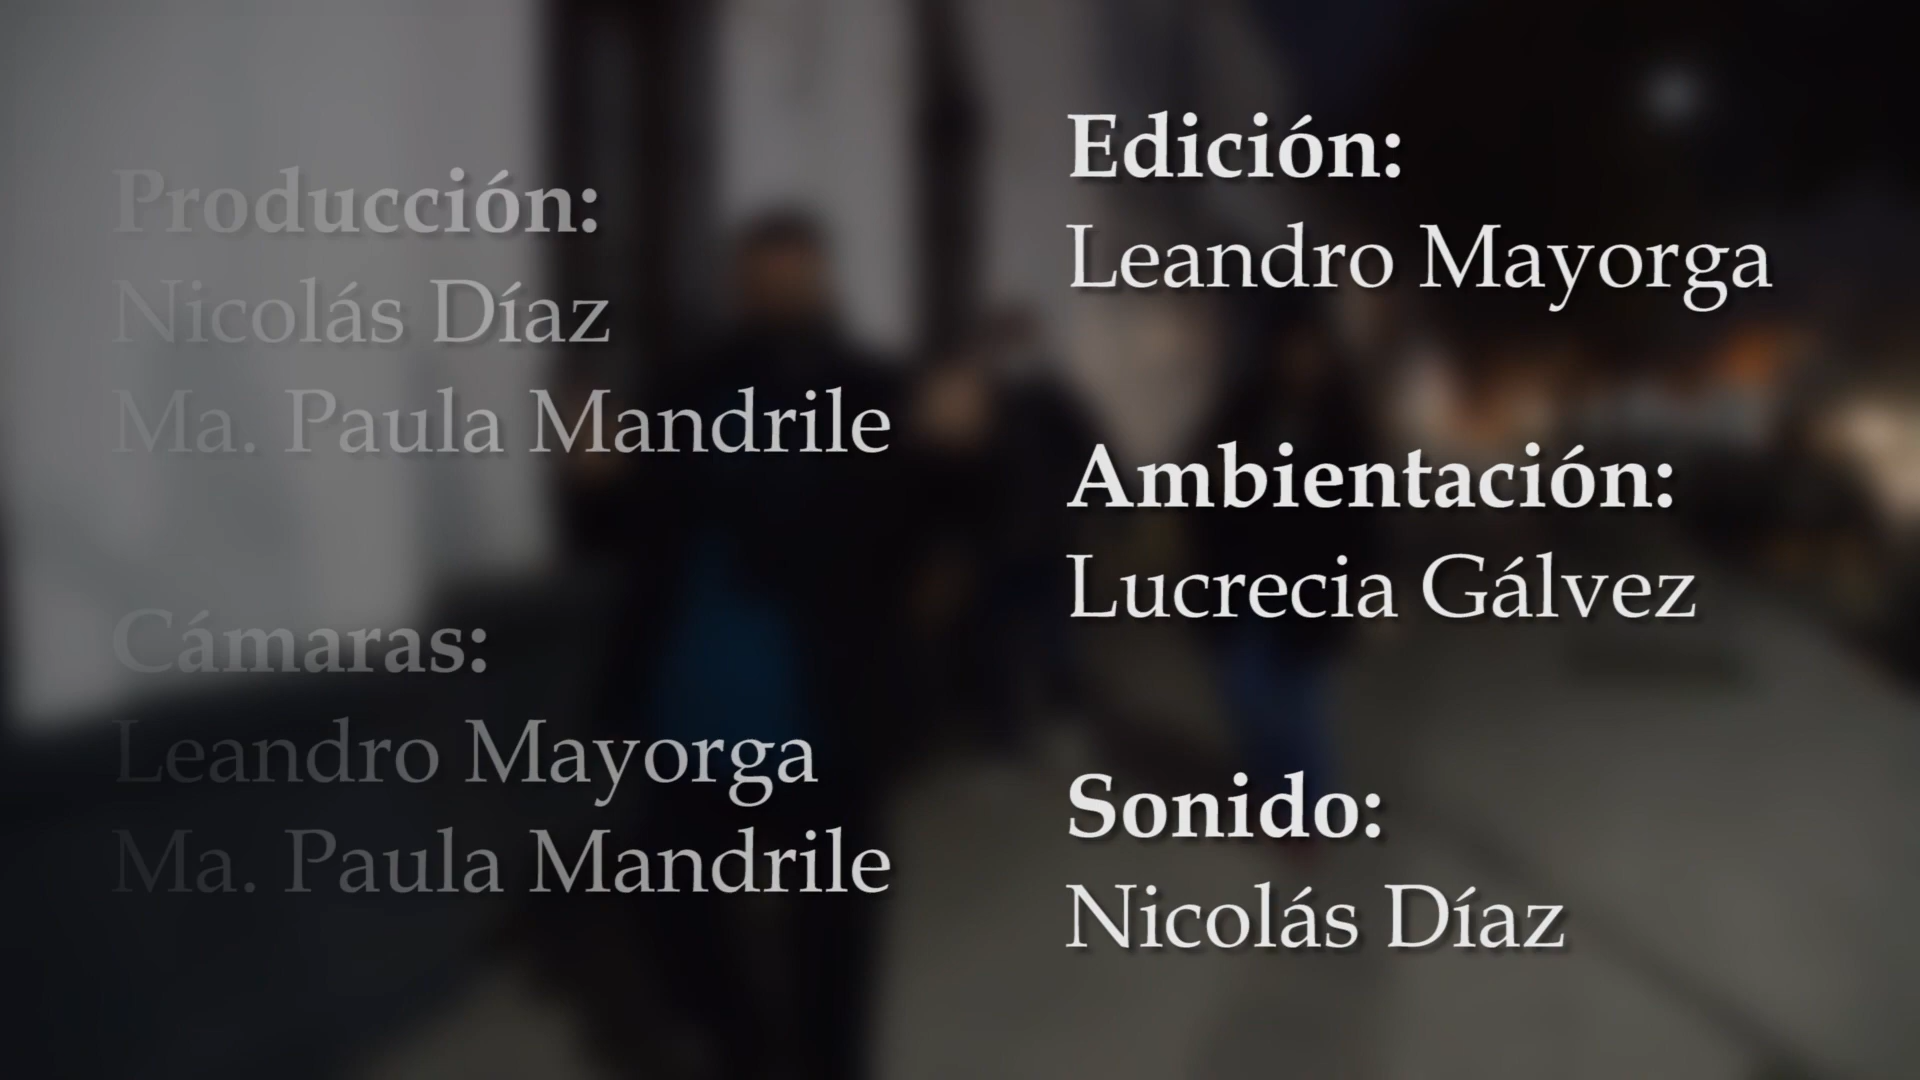 Producción:
Nicolás Díaz
Ma. Paula Mandrile
Cámaras:
Leandro Mayorga
Ma. Paula Mandrile
Edición:
Leandro Mayorga
Ambientación:
Lucrecia Gálvez
Sonido:
Nicolás Díaz